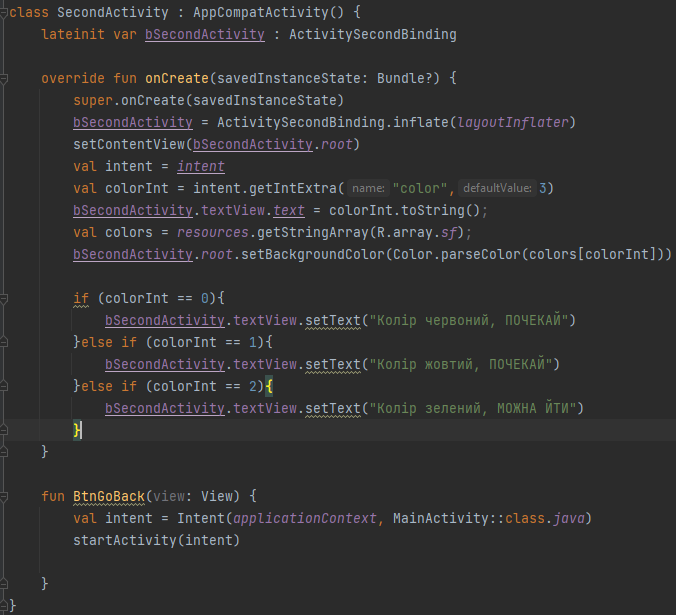 class SecondActivity : AppCompatActivity() {
    lateinit var bSecondActivity : ActivitySecondBinding
    override fun onCreate(savedInstanceState: Bundle?) {
        super.onCreate(savedInstanceState)
        bSecondActivity = ActivitySecondBinding.inflate(layoutInflater)
        setContentView(bSecondActivity.root)
        val intent = intent
        val colorInt = intent.getIntExtra( name: "color", defaultValue: 3)
        bSecondActivity.textView.text = colorInt.toString();
        val colors = resources.getStringArray(R.array.sf);
        bSecondActivity.root.setBackgroundColor(Color.parseColor(colors[colorInt]))
        if (colorInt == 0){
            bSecondActivity.textView.setText("Колір червоний, ПОЧЕКАЙ")
        }else if (colorInt == 1){
            bSecondActivity.textView.setText("Колір жовтий, ПОЧЕКАЙ")
        }else if (colorInt == 2){
            bSecondActivity.textView.setText("Колір зелений, МОЖНА ЙТИ")
        }
    }
    fun BtnGoBack(view: View) {
        val intent = Intent(applicationContext, MainActivity::class.java)
        startActivity(intent)
    }
}